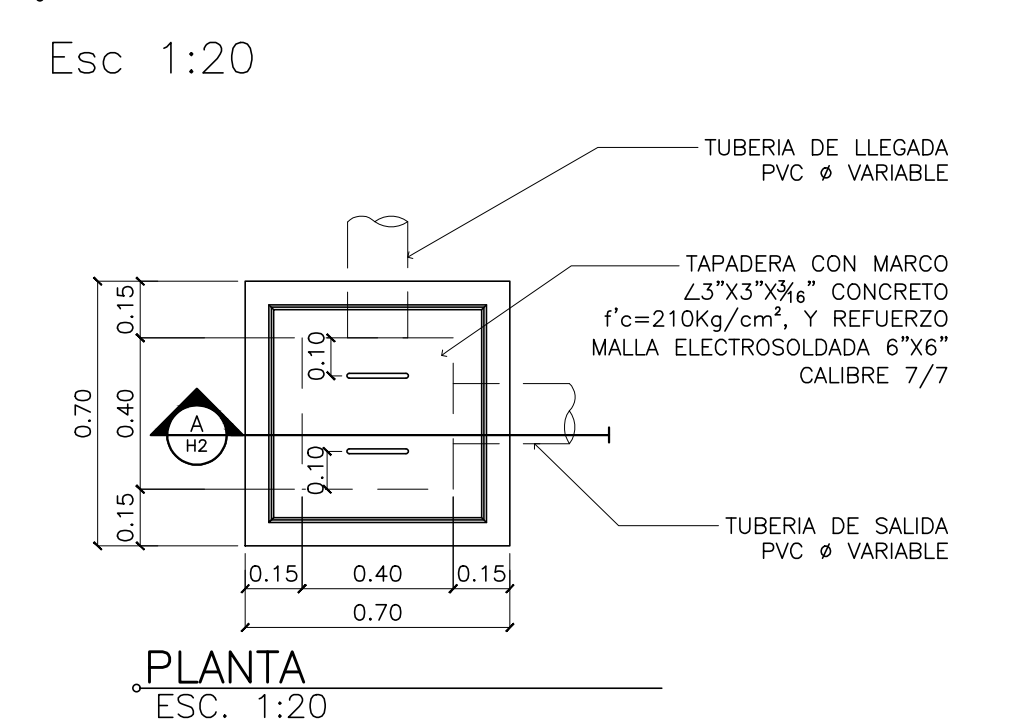 Esc 1:20
TUBERIA DE LLEGADA
PVC ø VARIABLE
TAPADERA CON MARCO
∠3"X3"X3/16" CONCRETO
f'c=210Kg/cm², Y REFUERZO
MALLA ELECTROSOLDADA 6"X6"
CALIBRE 7/7
0.15
0.10
0.70
0.40
A
H2
0.10
0.15
TUBERIA DE SALIDA
PVC ø VARIABLE
0.15 0.40 0.15
0.70
PLANTA
ESC. 1:20